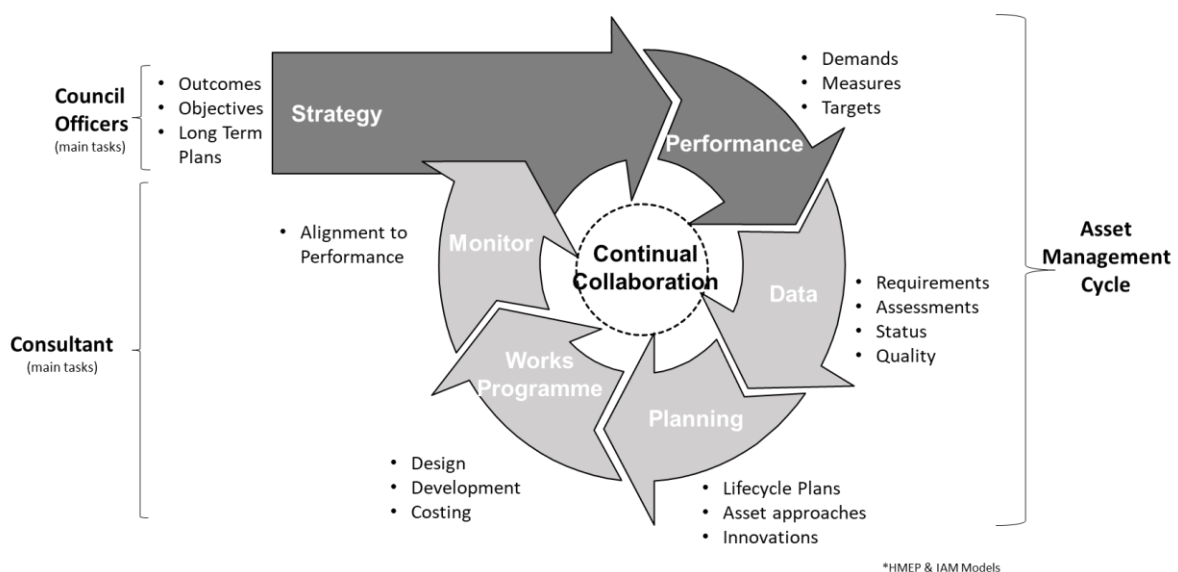 Council
Officers
(main tasks)
• Outcomes
• Objectives
• Long Term
Plans
Strategy
Performance
• Demands
• Measures
• Targets
Monitor
• Alignment to
Performance
Continual
Collaboration
Data
• Requirements
• Assessments
• Status
• Quality
Asset
Management
Cycle
Consultant
(main tasks)
Works
Programme
Planning
• Design
• Development
• Costing
• Lifecycle Plans
• Asset approaches
• Innovations
*HMEP & IAM Models